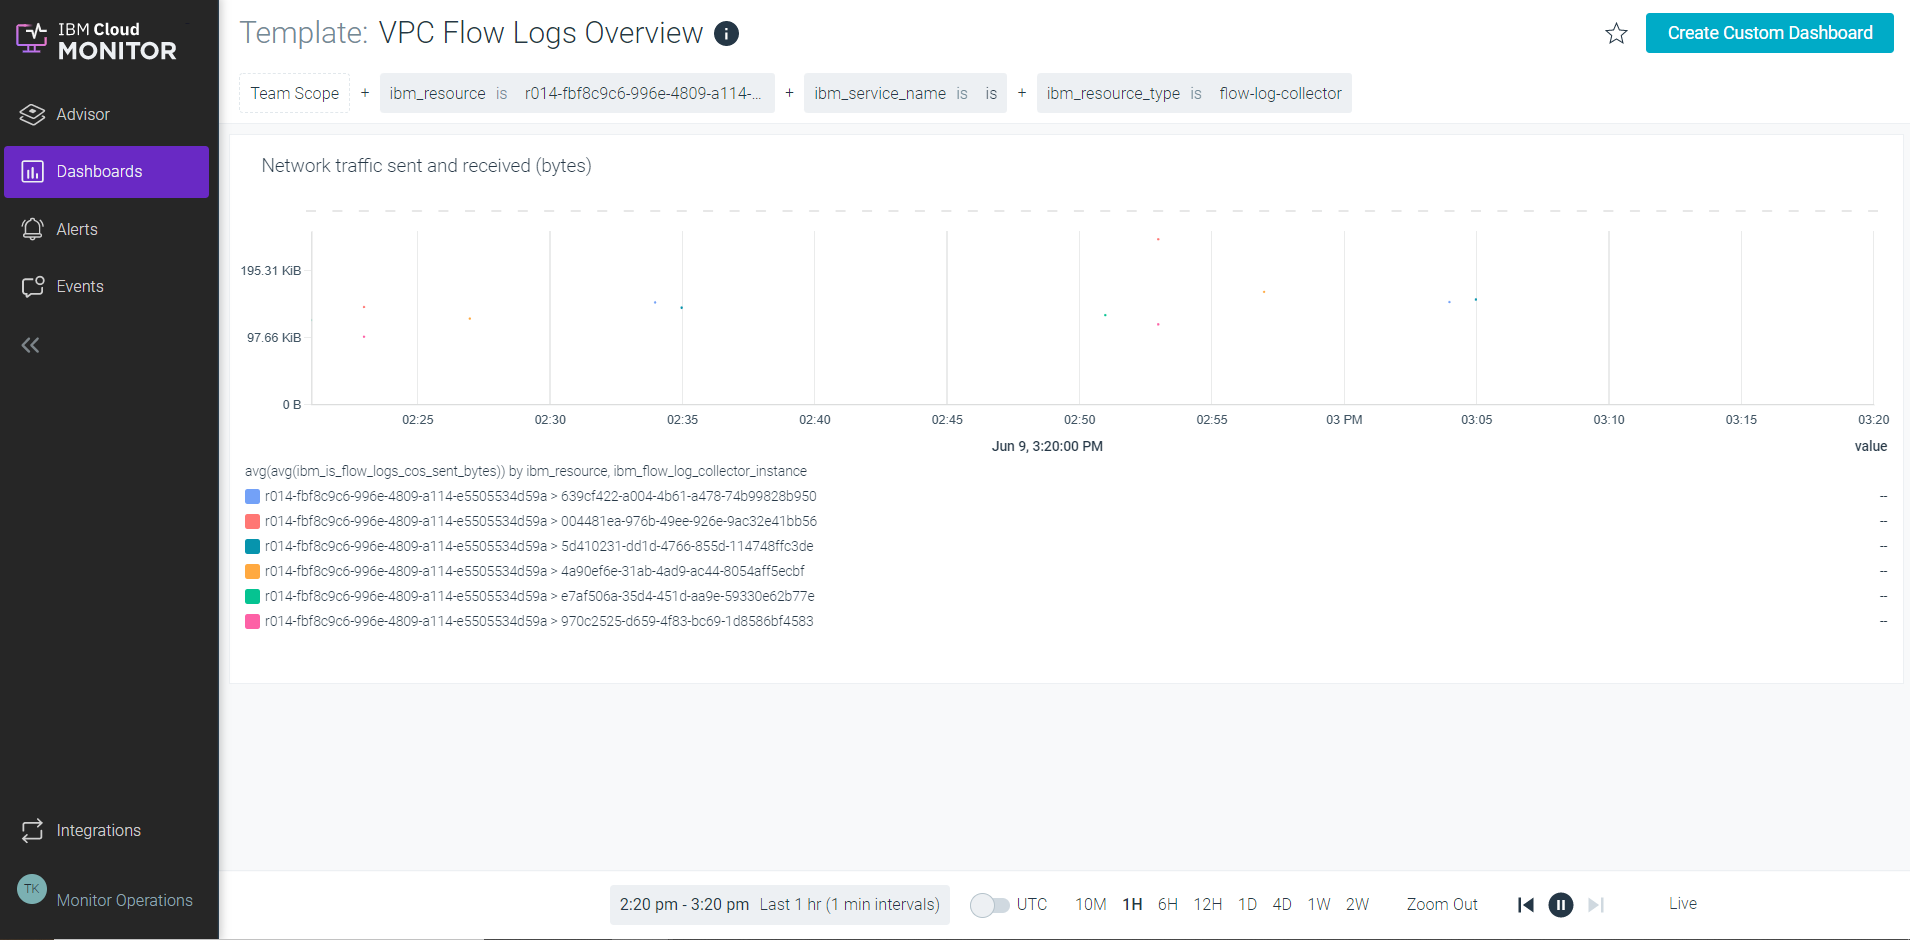 IBM Cloud
MONITOR
Advisor
Dashboards
Alerts
Events
Integrations
TK
Monitor Operations
Template: VPC Flow Logs Overview i
Create Custom Dashboard
Team Scope + ibm_resource is r014-fbf8c9c6-996e-4809-a114-... + ibm_service_name is is + ibm_resource_type is flow-log-collector
Network traffic sent and received (bytes)
195.31 KiB
97.66 KiB
0 B
02:25 02:30 02:35 02:40 02:45 02:50 02:55 03 PM 03:05 03:10 03:15 03:20
Jun 9, 3:20:00 PM value
avg(avg(ibm_is_flow_logs_cos_sent_bytes)) by ibm_resource, ibm_flow_log_collector_instance
r014-fbf8c9c6-996e-4809-a114-e5505534d59a > 639cf422-a004-4b61-a478-74b99828b950 --
r014-fbf8c9c6-996e-4809-a114-e5505534d59a > 004481ea-976b-49ee-926e-9ac32e41bb56 --
r014-fbf8c9c6-996e-4809-a114-e5505534d59a > 5d410231-dd1d-4766-855d-114748ffc3de --
r014-fbf8c9c6-996e-4809-a114-e5505534d59a > 4a90ef6e-31ab-4ad9-ac44-8054aff5ecbf --
r014-fbf8c9c6-996e-4809-a114-e5505534d59a > e7af506a-35d4-451d-aa9e-59330e62b77e --
r014-fbf8c9c6-996e-4809-a114-e5505534d59a > 970c2525-d659-4f83-bc69-1d8586bf4583 --
2:20 pm - 3:20 pm Last 1 hr (1 min intervals) UTC 10M 1H 6H 12H 1D 4D 1W 2W Zoom Out Live